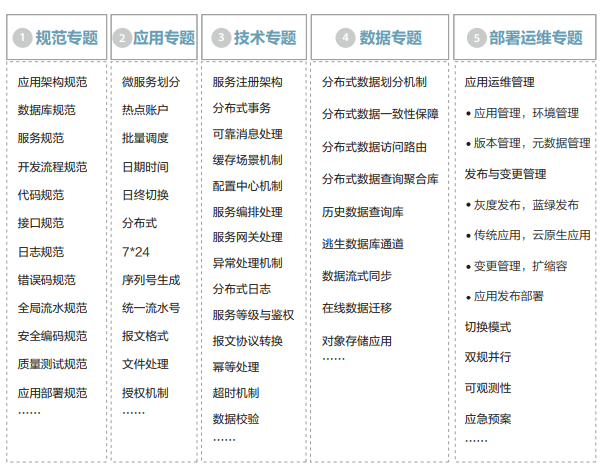 1 规范专题
应用架构规范
数据库规范
服务规范
开发流程规范
代码规范
接口规范
日志规范
错误码规范
全局流水规范
安全编码规范
质量测试规范
应用部署规范
······
2 应用专题
微服务划分
热点账户
批量调度
日期时间
日终切换
分布式
7*24
序列号生成
统一流水号
报文格式
文件处理
授权机制
······
3 技术专题
服务注册架构
分布式事务
可靠消息处理
缓存场景机制
配置中心机制
服务编排处理
服务网关处理
异常处理机制
分布式日志
服务等级与鉴权
报文协议转换
幂等处理
超时机制
数据校验
······
4 数据专题
分布式数据划分机制
分布式数据一致性保障
分布式数据访问路由
分布式数据查询聚合库
历史数据查询库
逃生数据库通道
数据流式同步
在线数据迁移
对象存储应用
······
5 部署运维专题
应用运维管理
• 应用管理，环境管理
• 版本管理，元数据管理
发布与变更管理
• 灰度发布，蓝绿发布
• 传统应用，云原生应用
• 变更管理，扩缩容
• 应用发布部署
切换模式
双规并行
可观测性
应急预案
······